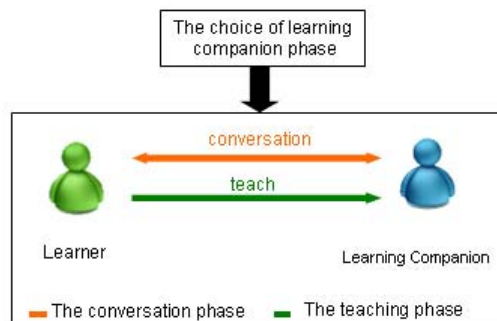 The choice of learning
companion phase
conversation
teach
Learner
Learning Companion
The conversation phase
The teaching phase